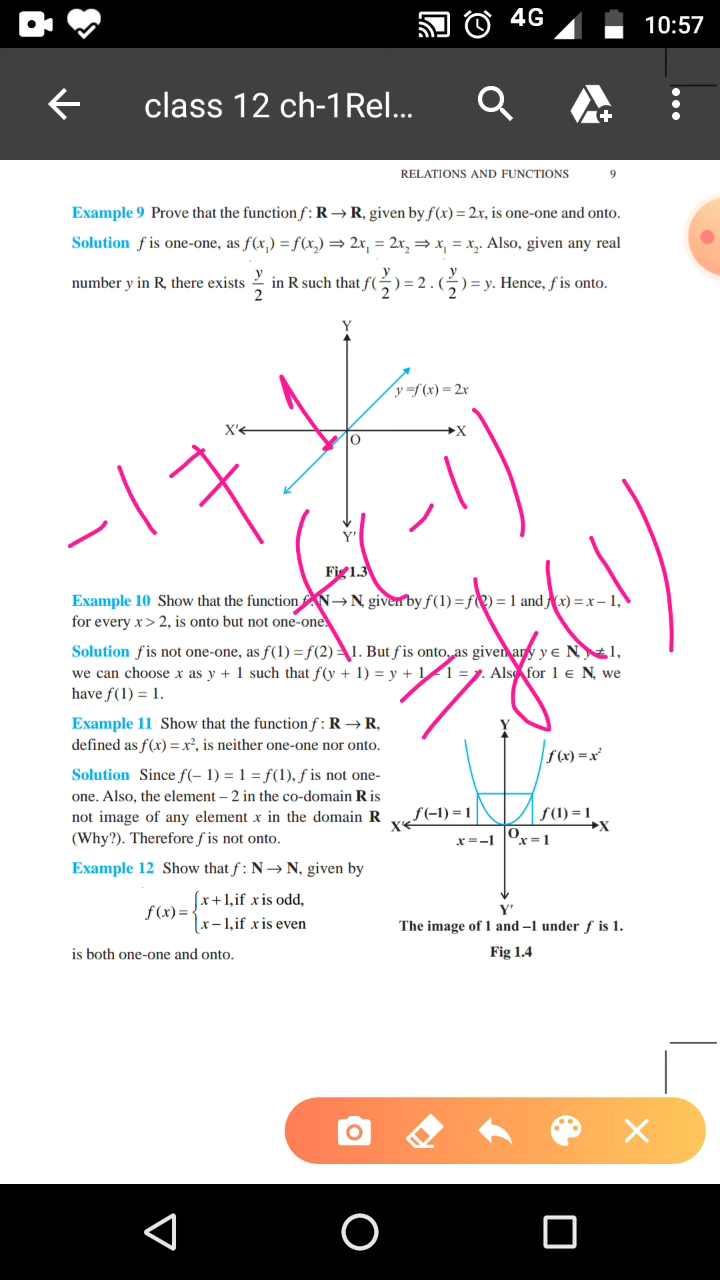 4G 10:57
class 12 ch-1Rel...
RELATIONS AND FUNCTIONS 9
Example 9 Prove that the function f : R → R, given by f (x) = 2x, is one-one and onto.
Solution f is one-one, as f (x₁) = f (x₂) ⇒ 2x₁ = 2x₂ ⇒ x₁ = x₂. Also, given any real
number y in R, there exists y/2 in R such that f(y/2) = 2 . (y/2) = y. Hence, f is onto.
Y
y = f (x) = 2x
X′ X
O
Y′
Fig 1.3
Example 10 Show that the function f : N → N, given by f (1) = f (2) = 1 and f (x) = x – 1,
for every x > 2, is onto but not one-one.
Solution f is not one-one, as f (1) = f (2) = 1. But f is onto, as given any y ∈ N, y ≠ 1,
we can choose x as y + 1 such that f (y + 1) = y + 1 – 1 = y. Also for 1 ∈ N, we
have f (1) = 1.
Example 11 Show that the function f : R → R,
defined as f (x) = x², is neither one-one nor onto.
Solution Since f (– 1) = 1 = f (1), f is not one-
one. Also, the element – 2 in the co-domain R is
not image of any element x in the domain R
(Why?). Therefore f is not onto.
Y
f (x) = x²
f (–1) = 1 f (1) = 1
X′ O X
x = –1 x = 1
Y′
The image of 1 and –1 under f is 1.
Fig 1.4
Example 12 Show that f : N → N, given by
f (x) = { x + 1, if x is odd,
x – 1, if x is even
is both one-one and onto.